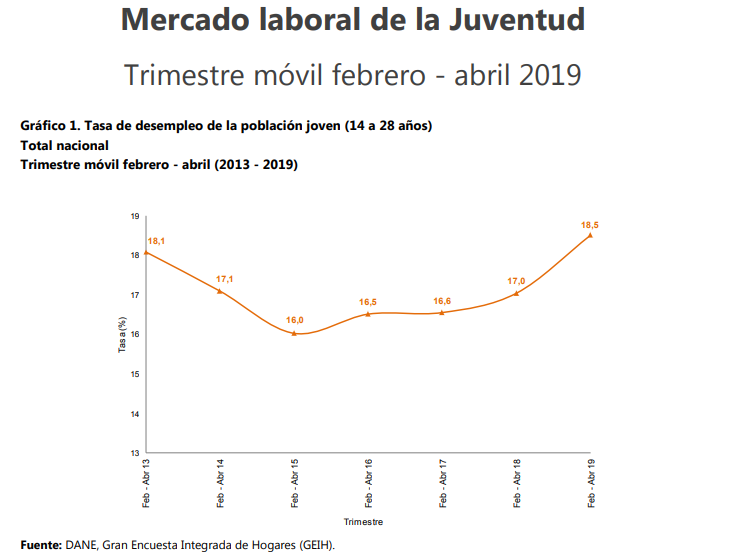 Mercado laboral de la Juventud
Trimestre móvil febrero - abril 2019
Gráfico 1. Tasa de desempleo de la población joven (14 a 28 años)
Total nacional
Trimestre móvil febrero - abril (2013 - 2019)
19
18
17
16
15
14
13
Tasa (%)
18,1
17,1
16,0
16,5
16,6
17,0
18,5
Feb - Abr 13
Feb - Abr 14
Feb - Abr 15
Feb - Abr 16
Feb - Abr 17
Feb - Abr 18
Feb - Abr 19
Trimestre
Fuente: DANE, Gran Encuesta Integrada de Hogares (GEIH).